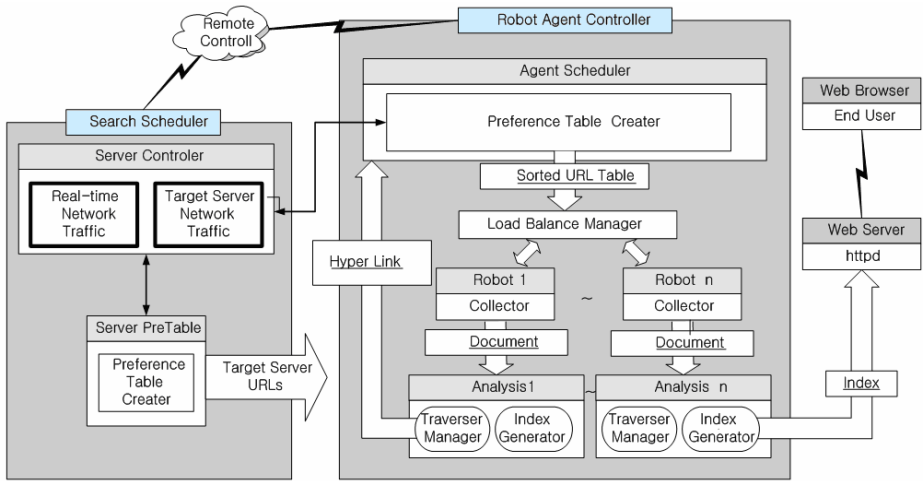 Remote
Controll
Robot Agent Controller
Agent Scheduler
Preference Table Creater
Sorted URL Table
Load Balance Manager
Search Scheduler
Server Controler
Real-time
Network
Traffic
Target Server
Network
Traffic
Server PreTable
Preference
Table
Creater
Target Server
URLs
Hyper Link
Robot 1
Collector
~
Robot n
Collector
Document
Document
Analysis1
Traverser
Manager
Index
Generator
~
Analysis n
Traverser
Manager
Index
Generator
Web Browser
End User
Web Server
httpd
Index